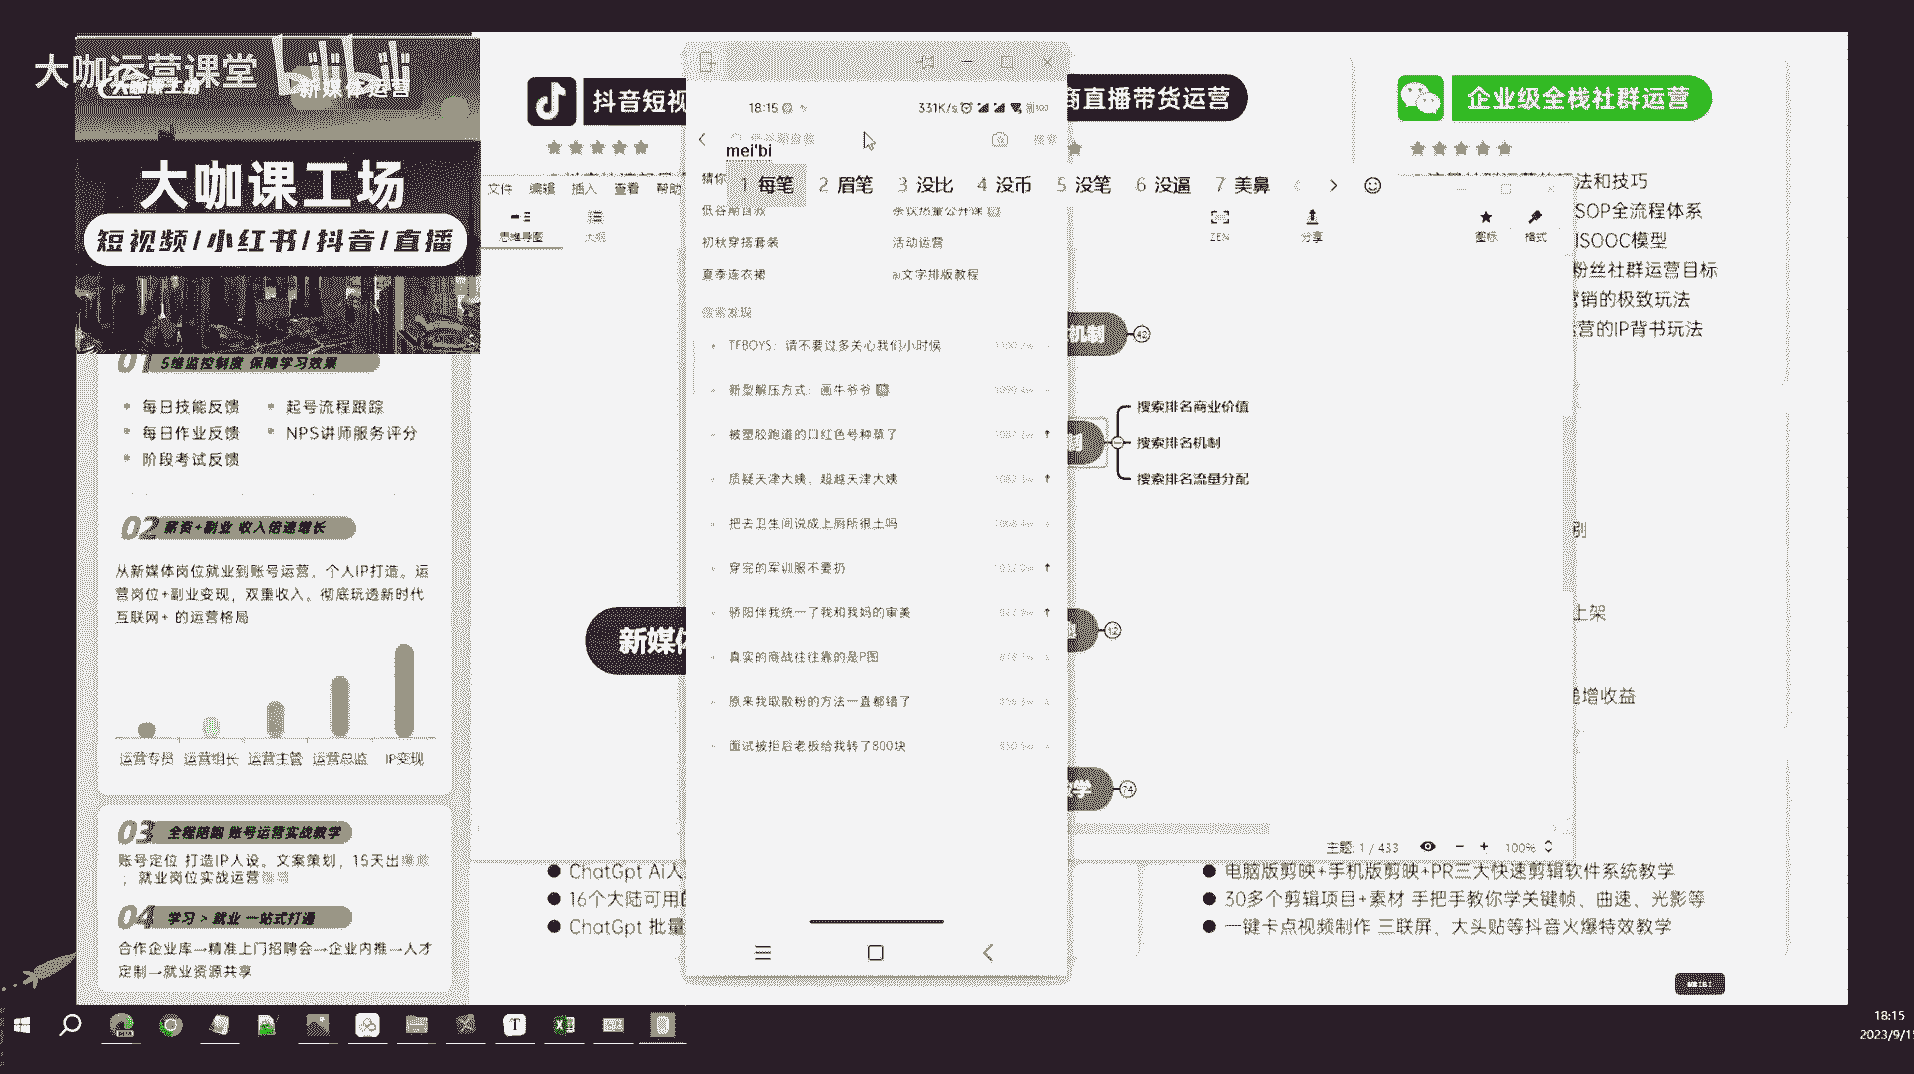 大咖运营课堂
新媒体运营
大咖课工场
短视频/小红书/抖音/直播
01 5维监控制度 保障学习效果
每日技能反馈
起号流程跟踪
每日作业反馈
NPS讲师服务评分
阶段考试反馈
02 薪资+副业 收入倍速增长
从新媒体岗位就业到账号运营,个人IP打造。运
营岗位+副业变现,双重收入。彻底玩透新时代
互联网+ 的运营格局
运营专员 运营组长 运营主管 运营总监 IP变现
03 全程陪跑 账号运营实战教学
账号定位 打造IP人设。文案策划,15天出
;就业岗位实战运营
04 学习 > 就业 一站式打通
合作企业库→精准上门招聘会→企业内推→人才
定制→就业资源共享
抖音短视
商直播带货运营
企业级全栈社群运营
文件 编辑 插入 查看 帮助
思维导图 大纲
ZEN 分享 图标 格式
法和技巧
SOP全流程体系
ISOOC模型
粉丝社群运营目标
营销的极致玩法
运营的IP背书玩法
18:15
331K/s
100
搜索
mei'bi
1 每笔 2 眉笔 3 没比 4 没币 5 没笔 6 没逼 7 美鼻
猜你
低谷期自救
茶饮热量公开课
初秋穿搭套装
活动运营
夏季连衣裙
ai文字排版教程
搜索发现
TFBOYS:请不要过多关心我们小时候
新型解压方式:画牛爷爷
被塑胶跑道的口红色号种草了
质疑天津大姨,超越天津大姨
把去卫生间说成上厕所很土吗
穿完的军训服不要扔
骄阳伴我统一了我和我妈的审美
真实的商战往往靠的是P图
原来我取散粉的方法一直都错了
面试被拒后老板给我转了800块
机制 42
制
搜索排名商业价值
搜索排名机制
搜索排名流量分配
新媒体
12
学 74
上架
递增收益
主题: 1 / 433
100%
ChatGpt Ai人
16个大陆可用的
ChatGpt 批量
电脑版剪映+手机版剪映+PR三大快速剪辑软件系统教学
30多个剪辑项目+素材 手把手教你学关键帧、曲速、光影等
一键卡点视频制作 三联屏、大头贴等抖音火爆特效教学
18:15
2023/9/15